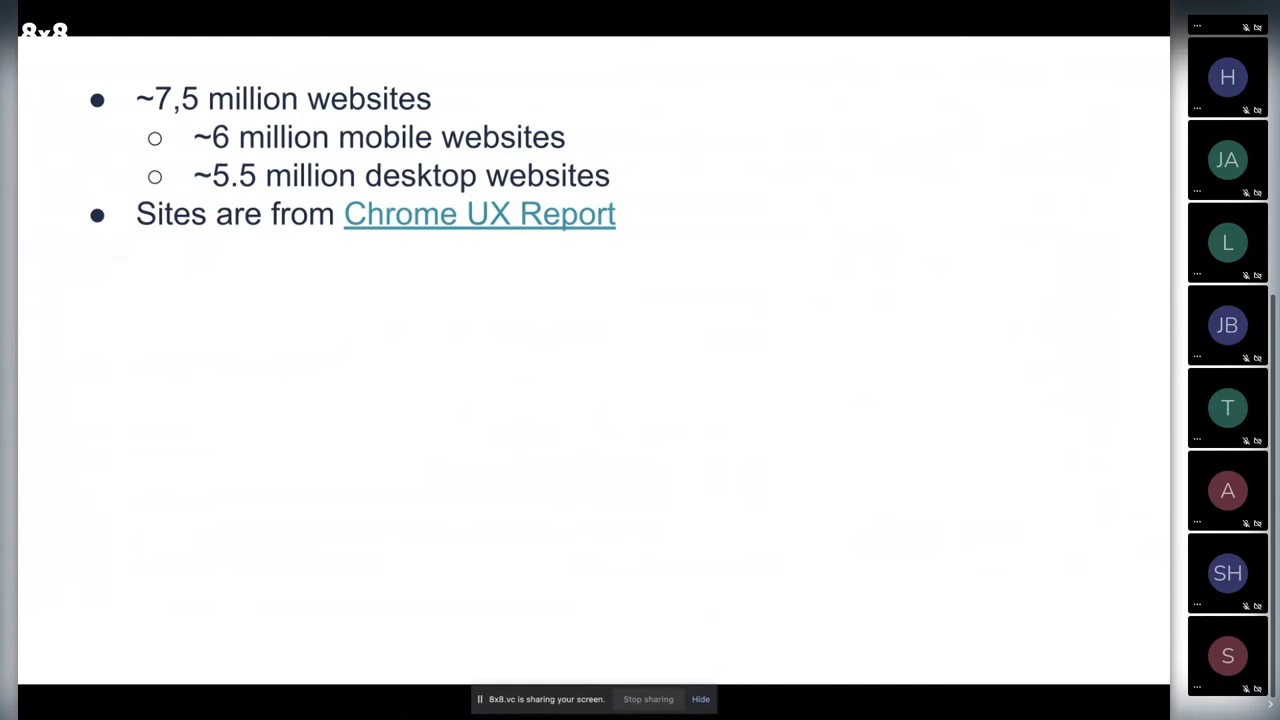 8x8
● ~7,5 million websites
○ ~6 million mobile websites
○ ~5.5 million desktop websites
● Sites are from Chrome UX Report
H
JA
L
JB
T
A
SH
S
8x8.vc is sharing your screen. Stop sharing Hide